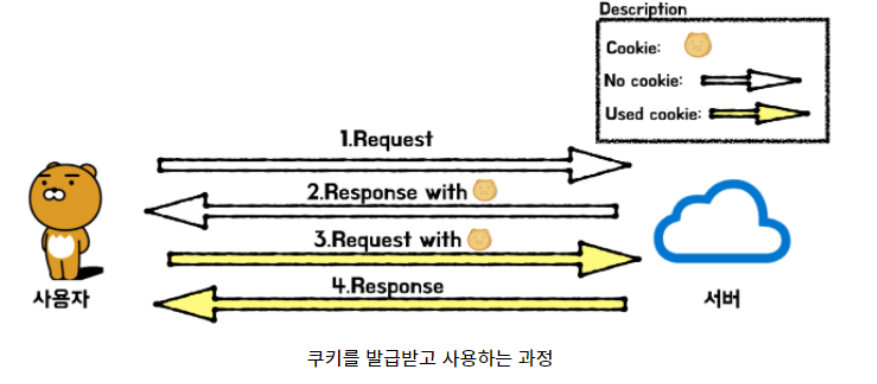 Description
Cookie:
No cookie:
Used cookie:
1.Request
2.Response with
3.Request with
4.Response
사용자
서버
쿠키를 발급받고 사용하는 과정